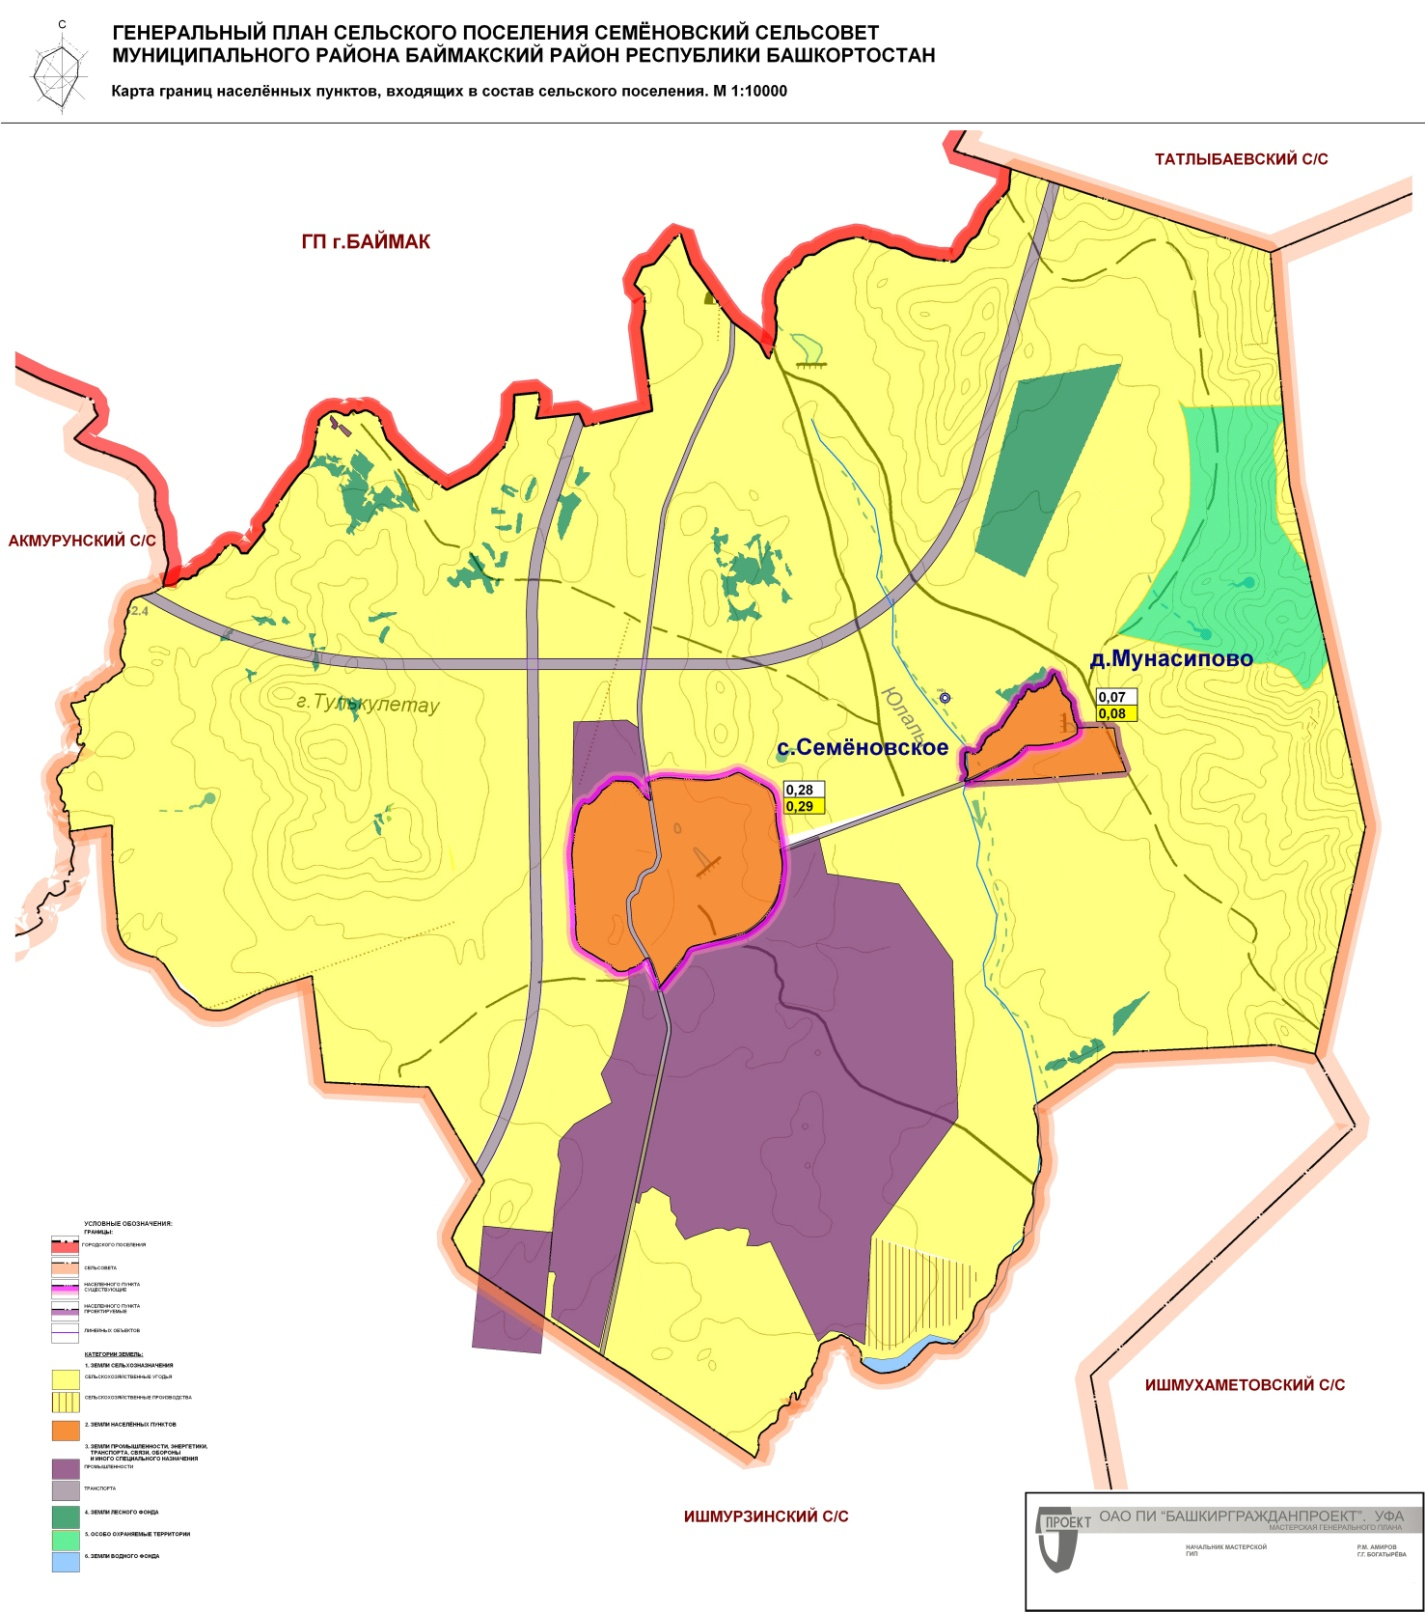 С
ГЕНЕРАЛЬНЫЙ ПЛАН СЕЛЬСКОГО ПОСЕЛЕНИЯ СЕМЁНОВСКИЙ СЕЛЬСОВЕТ
МУНИЦИПАЛЬНОГО РАЙОНА БАЙМАКСКИЙ РАЙОН РЕСПУБЛИКИ БАШКОРТОСТАН
Карта границ населённых пунктов, входящих в состав сельского поселения. М 1:10000
ТАТЛЫБАЕВСКИЙ С/С
ГП г.БАЙМАК
АКМУРУНСКИЙ С/С
2.4
г.Тулькулетау
Юлалы
д.Мунасипово
0,07
0,08
с.Семёновское
0,28
0,29
УСЛОВНЫЕ ОБОЗНАЧЕНИЯ:
ГРАНИЦЫ:
ГОРОДСКОГО ПОСЕЛЕНИЯ
СЕЛЬСОВЕТА
НАСЕЛЕННОГО ПУНКТА
СУЩЕСТВУЮЩИЕ
НАСЕЛЕННОГО ПУНКТА
ПРОЕКТИРУЕМЫЕ
ЛИНЕЙНЫХ ОБЪЕКТОВ
КАТЕГОРИИ ЗЕМЕЛЬ:
1. ЗЕМЛИ СЕЛЬХОЗНАЗНАЧЕНИЯ
СЕЛЬСКОХОЗЯЙСТВЕННЫЕ УГОДЬЯ
СЕЛЬСКОХОЗЯЙСТВЕННЫЕ ПРОИЗВОДСТВА
2. ЗЕМЛИ НАСЕЛЁННЫХ ПУНКТОВ
3. ЗЕМЛИ ПРОМЫШЛЕННОСТИ, ЭНЕРГЕТИКИ,
ТРАНСПОРТА, СВЯЗИ, ОБОРОНЫ
И ИНОГО СПЕЦИАЛЬНОГО НАЗНАЧЕНИЯ
ПРОМЫШЛЕННОСТИ
ТРАНСПОРТА
4. ЗЕМЛИ ЛЕСНОГО ФОНДА
5. ОСОБО ОХРАНЯЕМЫЕ ТЕРРИТОРИИ
6. ЗЕМЛИ ВОДНОГО ФОНДА
ИШМУХАМЕТОВСКИЙ С/С
ИШМУРЗИНСКИЙ С/С
ПРОЕКТ
ОАО ПИ "БАШКИРГРАЖДАНПРОЕКТ". УФА
МАСТЕРСКАЯ ГЕНЕРАЛЬНОГО ПЛАНА
НАЧАЛЬНИК МАСТЕРСКОЙ Р.М. АМИРОВ
ГИП Г.Г. БОГАТЫРЁВА